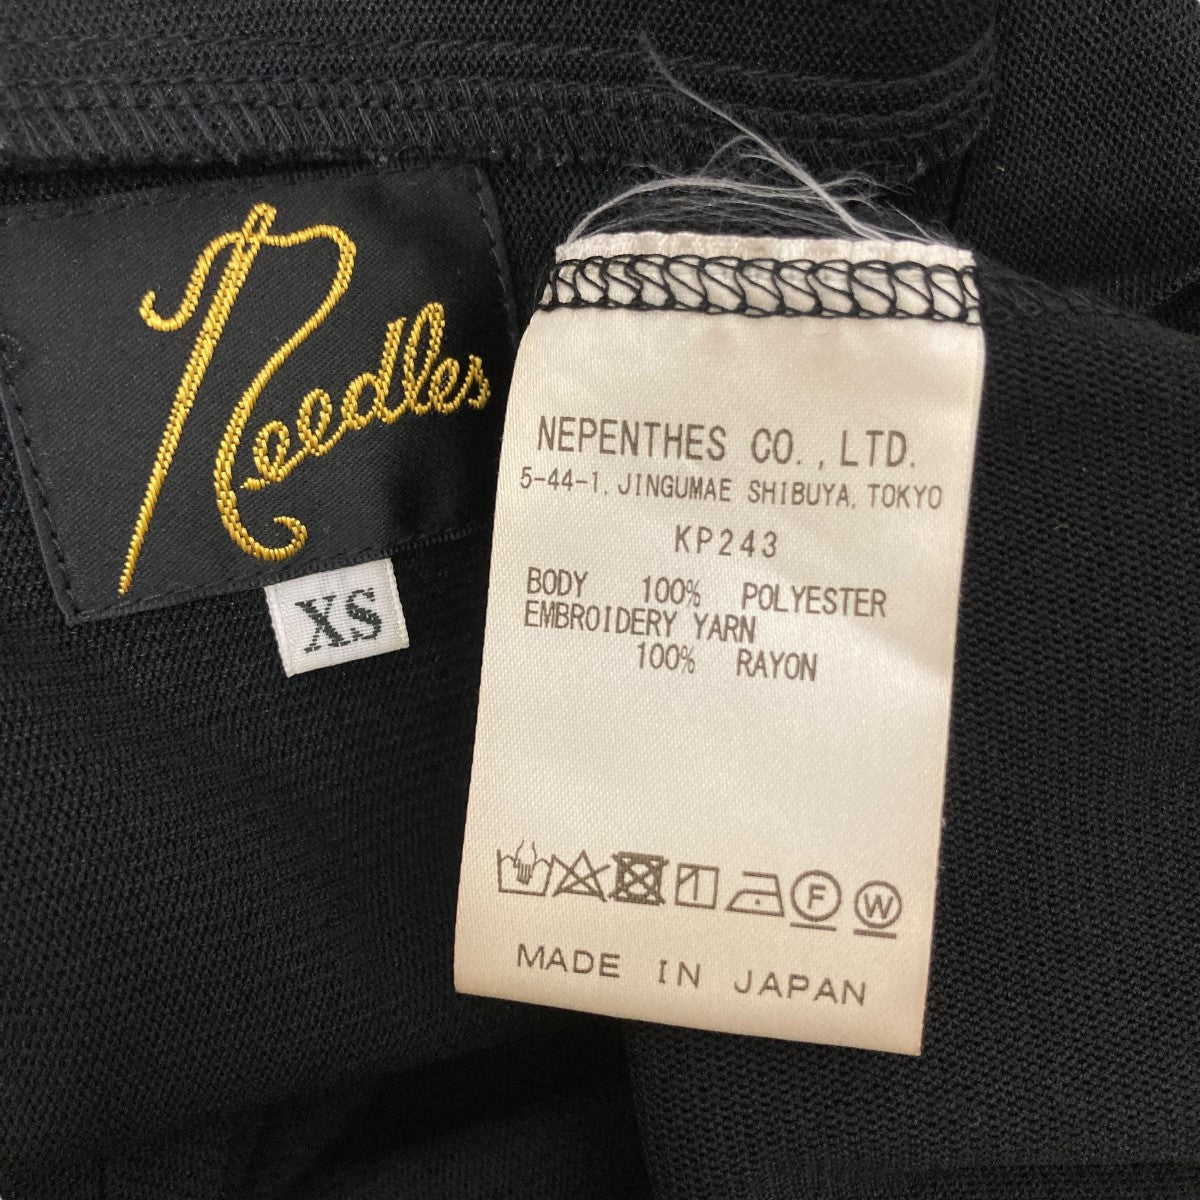 Needles
XS
NEPENTHES CO., LTD.
5-44-1, JINGUMAE SHIBUYA, TOKYO
KP243
BODY 100% POLYESTER
EMBROIDERY YARN
100% RAYON
F W
MADE IN JAPAN